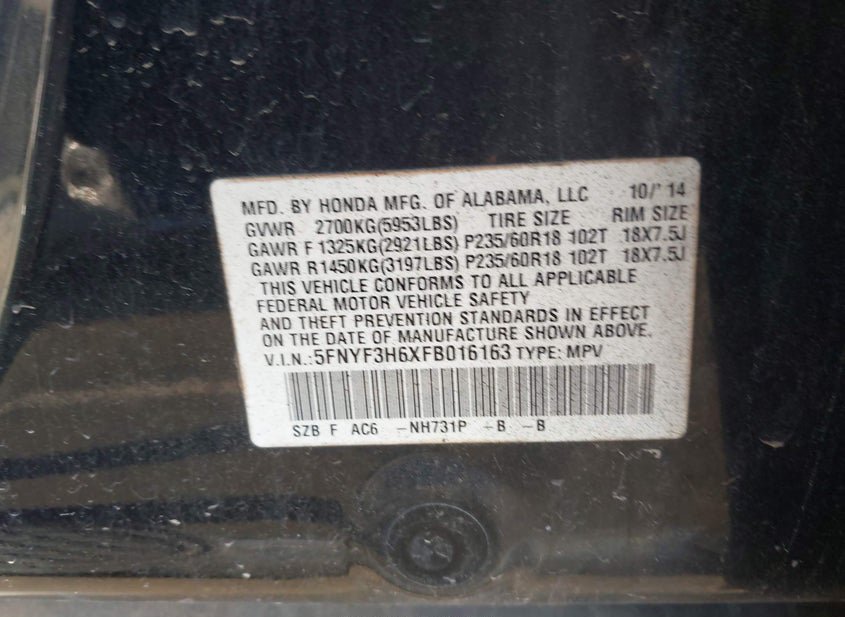 MFD. BY HONDA MFG. OF ALABAMA, LLC 10/'14
GVWR 2700KG(5953LBS) TIRE SIZE RIM SIZE
GAWR F 1325KG(2921LBS) P235/60R18 102T 18X7.5J
GAWR R1450KG(3197LBS) P235/60R18 102T 18X7.5J
THIS VEHICLE CONFORMS TO ALL APPLICABLE
FEDERAL MOTOR VEHICLE SAFETY
AND THEFT PREVENTION STANDARDS IN EFFECT
ON THE DATE OF MANUFACTURE SHOWN ABOVE.
V.I.N.:5FNYF3H6XFB016163 TYPE: MPV
SZB F AC6 -NH731P -B -B